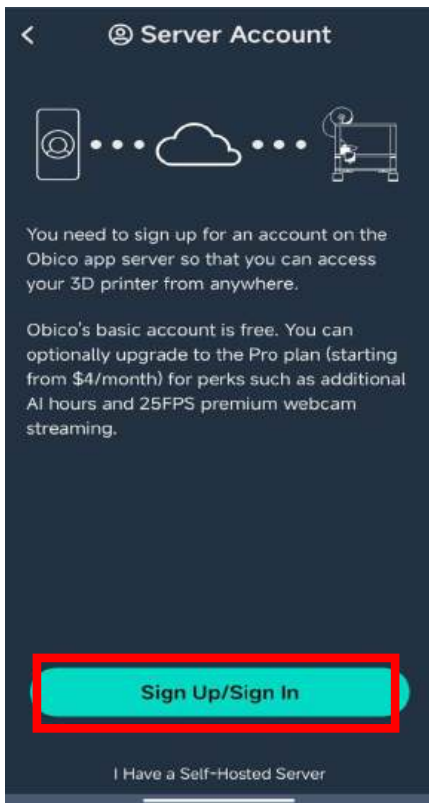 Server Account
You need to sign up for an account on the
Obico app server so that you can access
your 3D printer from anywhere.
Obico's basic account is free. You can
optionally upgrade to the Pro plan (starting
from $4/month) for perks such as additional
AI hours and 25FPS premium webcam
streaming.
Sign Up/Sign In
I Have a Self-Hosted Server